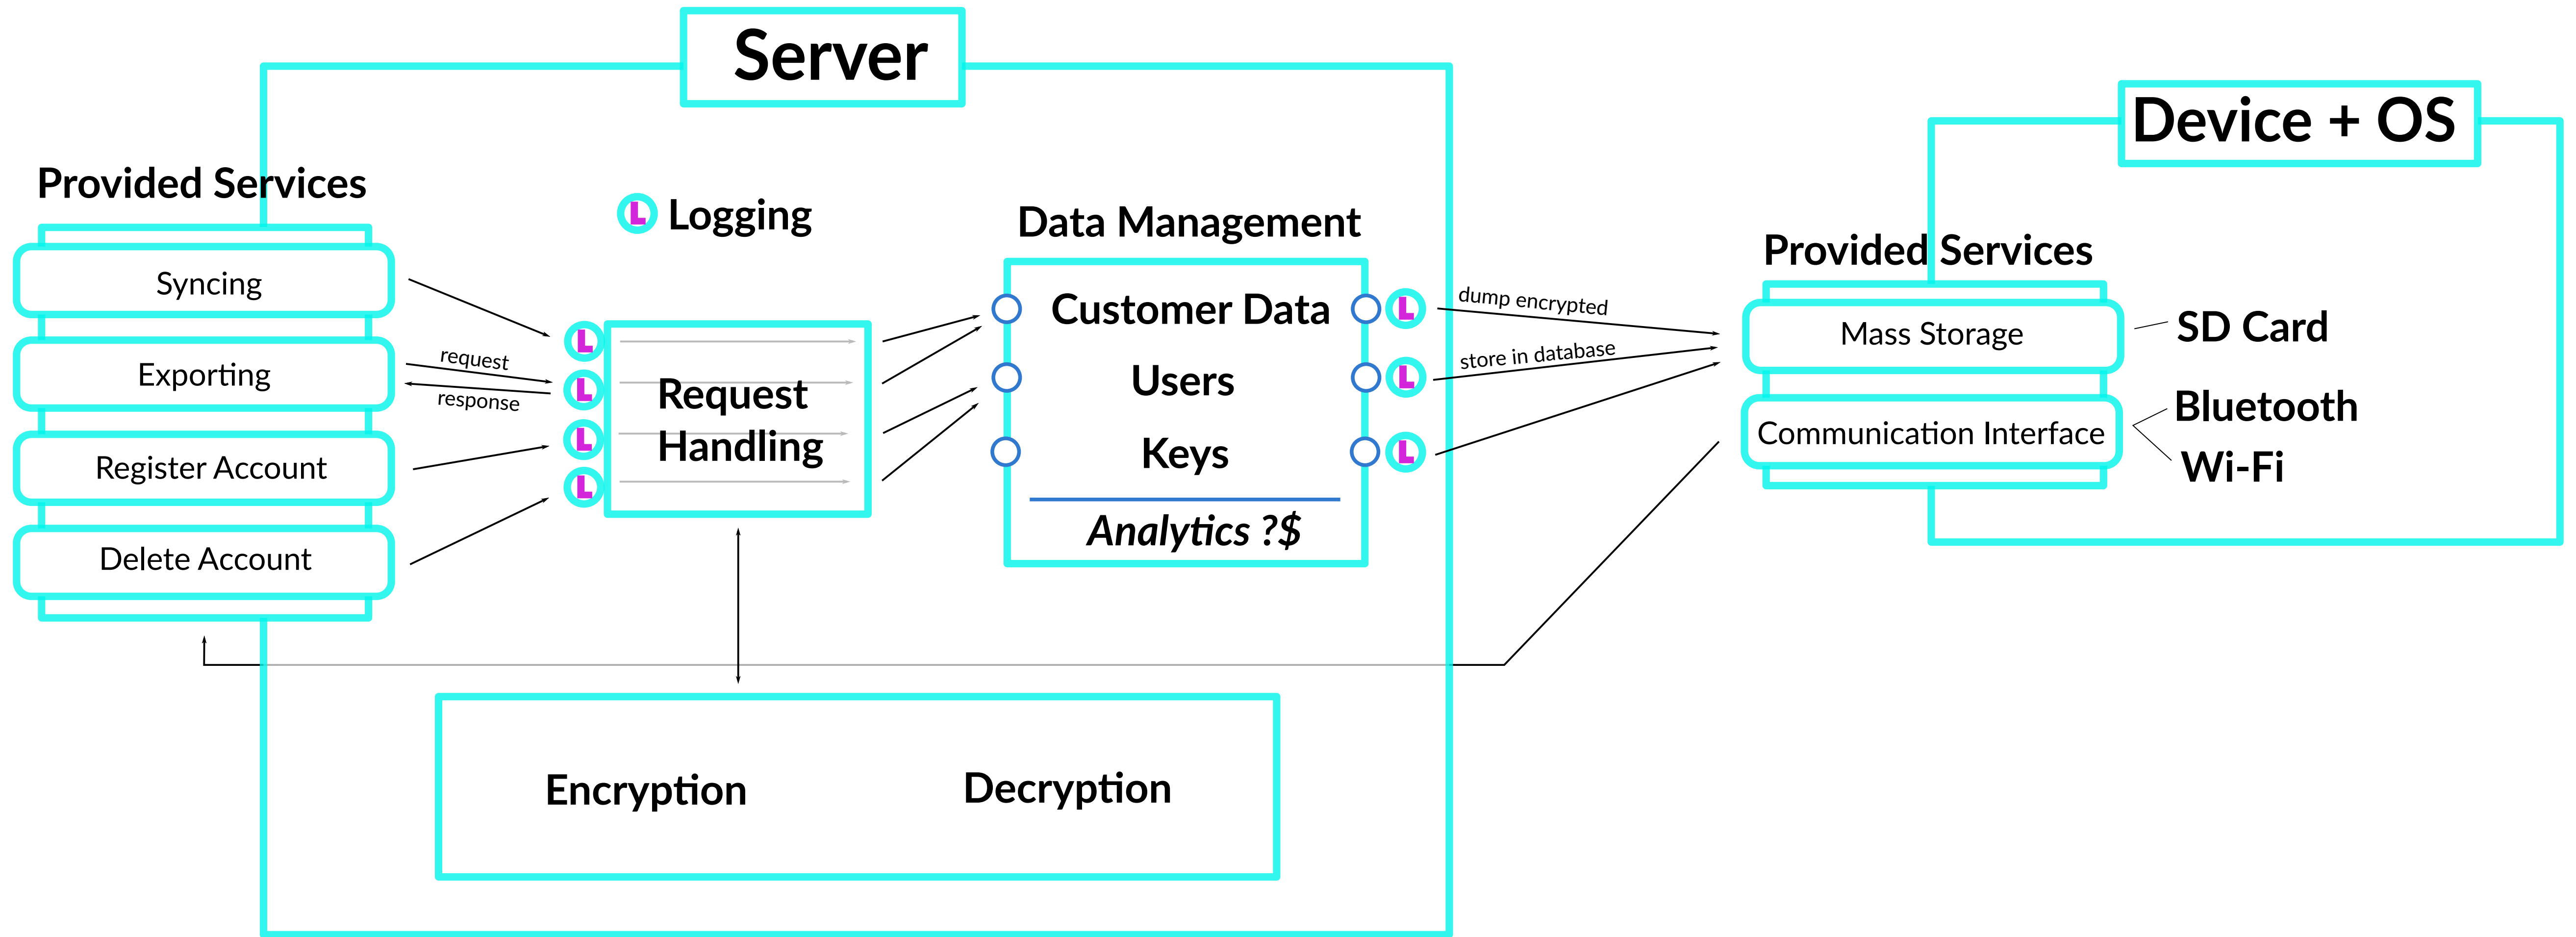 Server
Device + OS
Provided Services
Syncing
Exporting
Register Account
Delete Account
request
response
L Logging
L
L
L
L
Request
Handling
Data Management
Customer Data
Users
Keys
Analytics ?$
L
L
L
dump encrypted
store in database
Encryption
Decryption
Provided Services
Mass Storage
Communication Interface
SD Card
Bluetooth
Wi-Fi